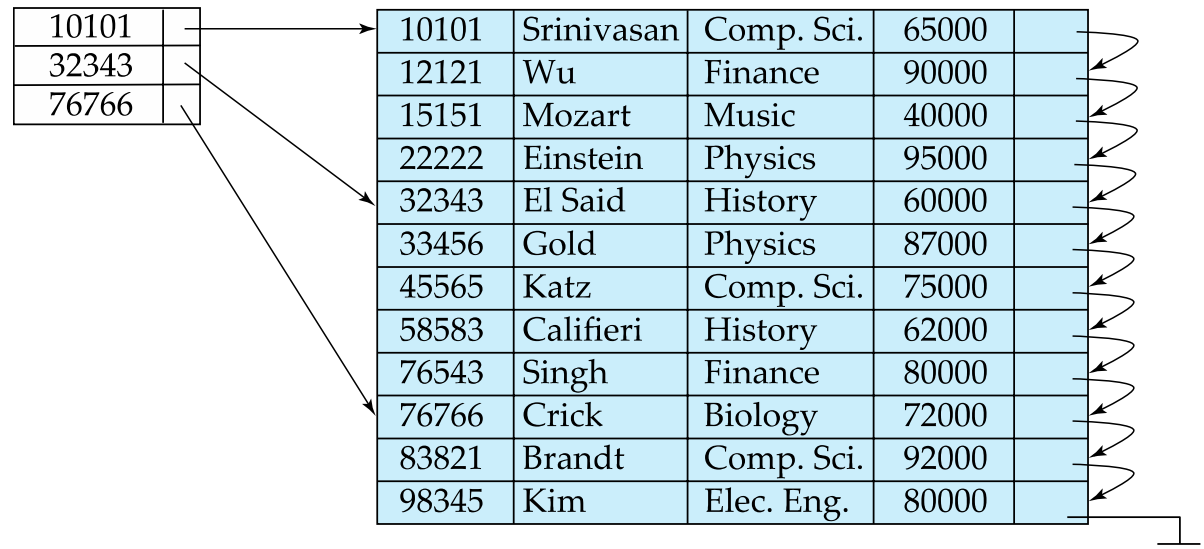 10101
32343
76766
10101 Srinivasan Comp. Sci. 65000
12121 Wu Finance 90000
15151 Mozart Music 40000
22222 Einstein Physics 95000
32343 El Said History 60000
33456 Gold Physics 87000
45565 Katz Comp. Sci. 75000
58583 Califieri History 62000
76543 Singh Finance 80000
76766 Crick Biology 72000
83821 Brandt Comp. Sci. 92000
98345 Kim Elec. Eng. 80000